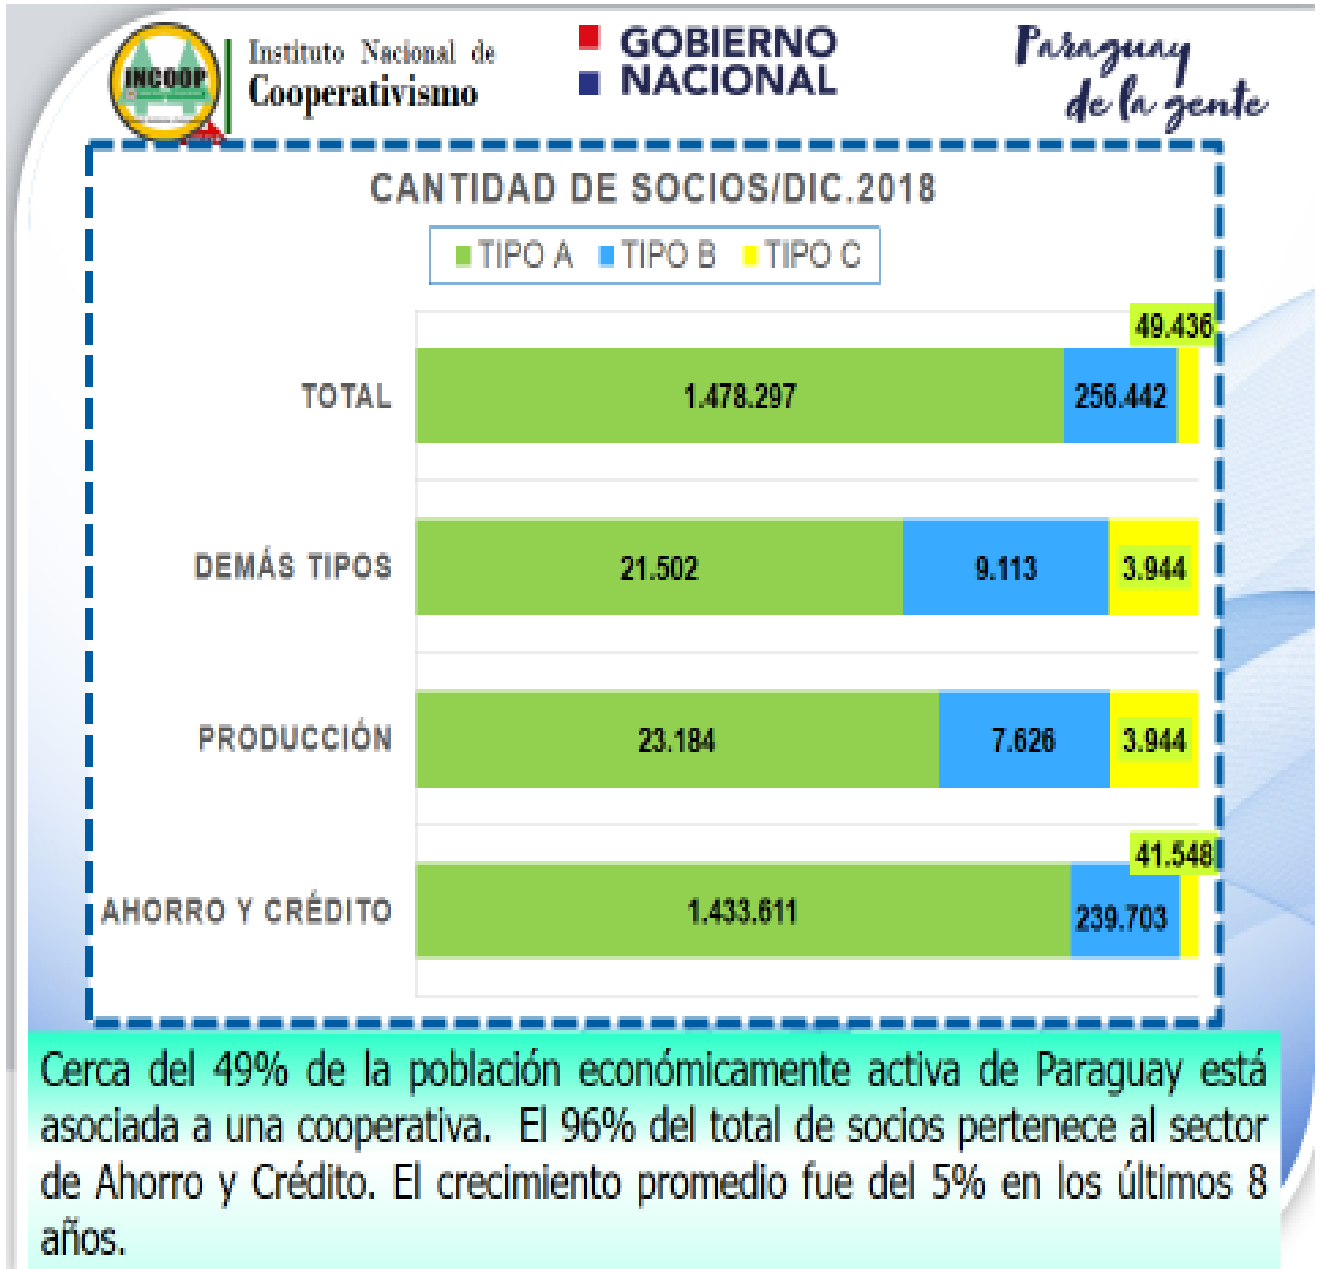 INCOOP
Instituto Nacional de
Cooperativismo
GOBIERNO
NACIONAL
Paraguay
de la gente
CANTIDAD DE SOCIOS/DIC.2018
TIPO A TIPO B TIPO C
49.436
TOTAL 1.478.297 256.442
DEMÁS TIPOS 21.502 9.113 3.944
PRODUCCIÓN 23.184 7.626 3.944
41.548
AHORRO Y CRÉDITO 1.433.611 239.703
Cerca del 49% de la población económicamente activa de Paraguay está
asociada a una cooperativa. El 96% del total de socios pertenece al sector
de Ahorro y Crédito. El crecimiento promedio fue del 5% en los últimos 8
años.